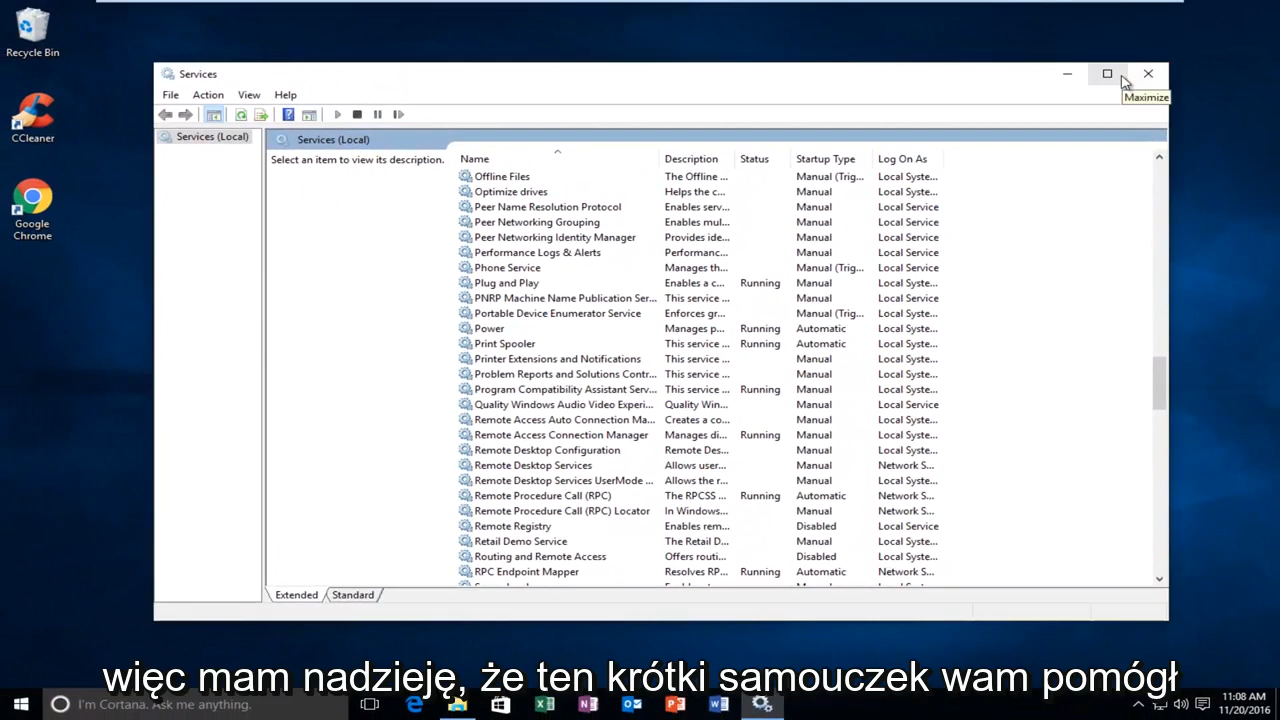 Recycle Bin
CCleaner
Google
Chrome
Services
File Action View Help
Maximize
Services (Local)
Services (Local)
Select an item to view its description.
Name Description Status Startup Type Log On As
Offline Files The Offline ... Manual (Trig... Local Syste...
Optimize drives Helps the c... Manual Local Syste...
Peer Name Resolution Protocol Enables serv... Manual Local Service
Peer Networking Grouping Enables mul... Manual Local Service
Peer Networking Identity Manager Provides ide... Manual Local Service
Performance Logs & Alerts Performanc... Manual Local Service
Phone Service Manages th... Manual (Trig... Local Service
Plug and Play Enables a c... Running Manual Local Syste...
PNRP Machine Name Publication Ser... This service ... Manual Local Service
Portable Device Enumerator Service Enforces gr... Manual (Trig... Local Syste...
Power Manages p... Running Automatic Local Syste...
Print Spooler This service ... Running Automatic Local Syste...
Printer Extensions and Notifications This service ... Manual Local Syste...
Problem Reports and Solutions Contr... This service ... Manual Local Syste...
Program Compatibility Assistant Serv... This service ... Running Manual Local Syste...
Quality Windows Audio Video Experi... Quality Win... Manual Local Service
Remote Access Auto Connection Ma... Creates a co... Manual Local Syste...
Remote Access Connection Manager Manages di... Running Manual Local Syste...
Remote Desktop Configuration Remote Des... Manual Local Syste...
Remote Desktop Services Allows user... Manual Network S...
Remote Desktop Services UserMode ... Allows the r... Manual Local Syste...
Remote Procedure Call (RPC) The RPCSS ... Running Automatic Network S...
Remote Procedure Call (RPC) Locator In Windows... Manual Network S...
Remote Registry Enables rem... Disabled Local Service
Retail Demo Service The Retail D... Manual Local Syste...
Routing and Remote Access Offers routi... Disabled Local Syste...
RPC Endpoint Mapper Resolves RP... Running Automatic Network S...
Extended Standard
więc mam nadzieję, że ten krótki samouczek wam pomógł
I'm Cortana. Ask me anything.
11:08 AM
11/20/2016